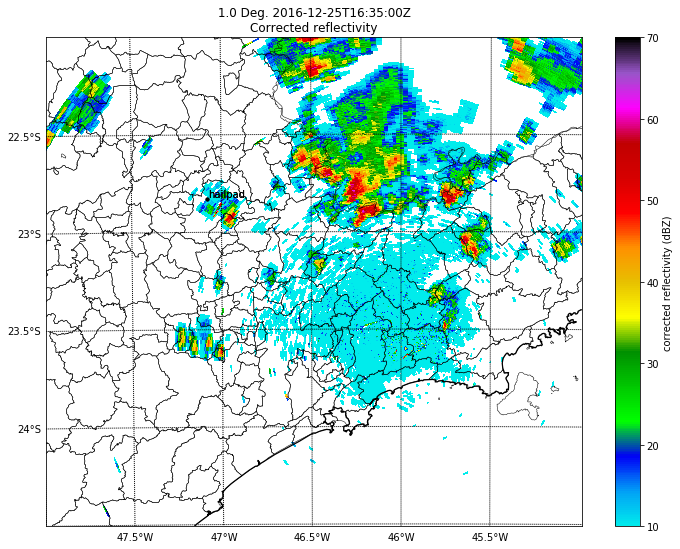 1.0 Deg. 2016-12-25T16:35:00Z
Corrected reflectivity
22.5°S
23°S
23.5°S
24°S
47.5°W
47°W
46.5°W
46°W
45.5°W
hailpad
70
60
50
40
30
20
10
corrected reflectivity (dBZ)